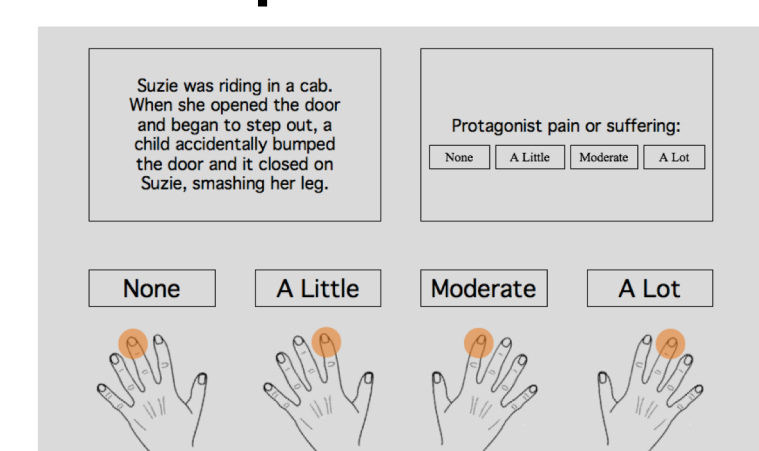 Suzie was riding in a cab.
When she opened the door
and began to step out, a
child accidentally bumped
the door and it closed on
Suzie, smashing her leg.
Protagonist pain or suffering:
None A Little Moderate A Lot
None A Little Moderate A Lot